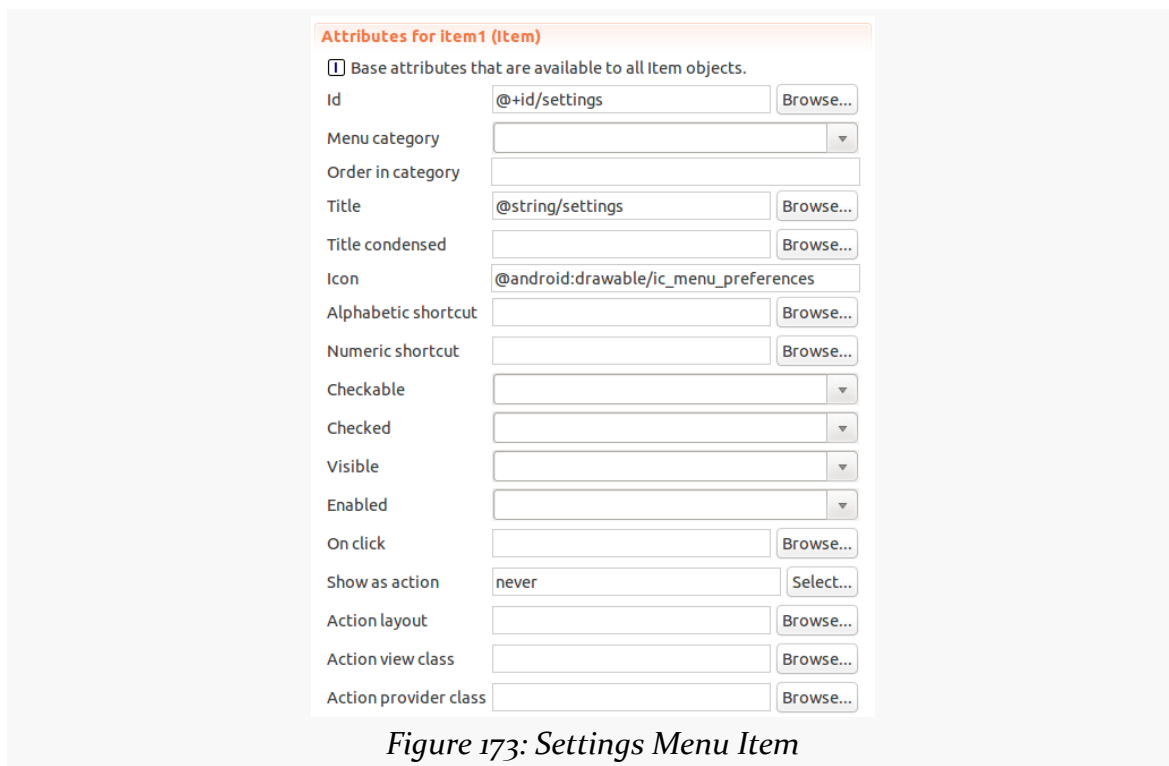 Attributes for item1 (Item)
I Base attributes that are available to all Item objects.
Id @+id/settings Browse...
Menu category
Order in category
Title @string/settings Browse...
Title condensed Browse...
Icon @android:drawable/ic_menu_preferences
Alphabetic shortcut Browse...
Numeric shortcut Browse...
Checkable
Checked
Visible
Enabled
On click Browse...
Show as action never Select...
Action layout Browse...
Action view class Browse...
Action provider class Browse...
Figure 173: Settings Menu Item